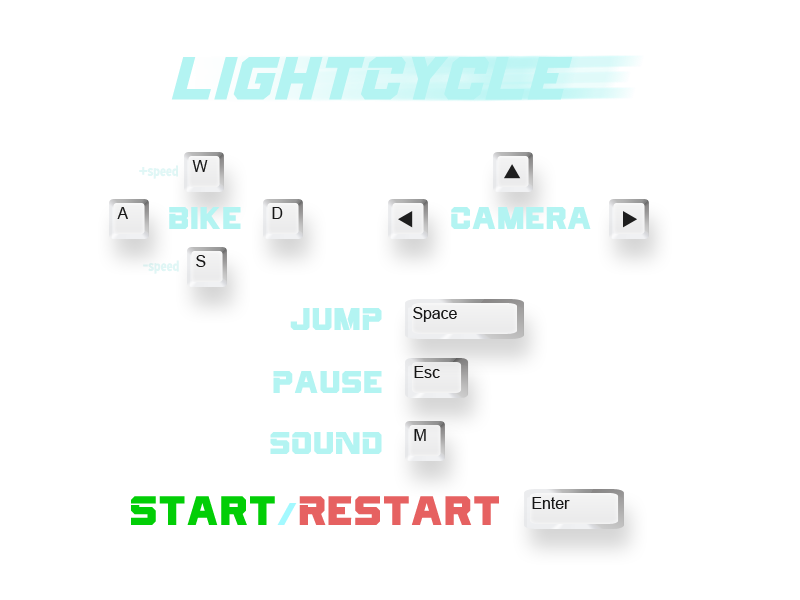 LIGHTCYCLE
+speed W
A BIKE D CAMERA
-speed S
JUMP Space
PAUSE Esc
SOUND M
START/RESTART Enter